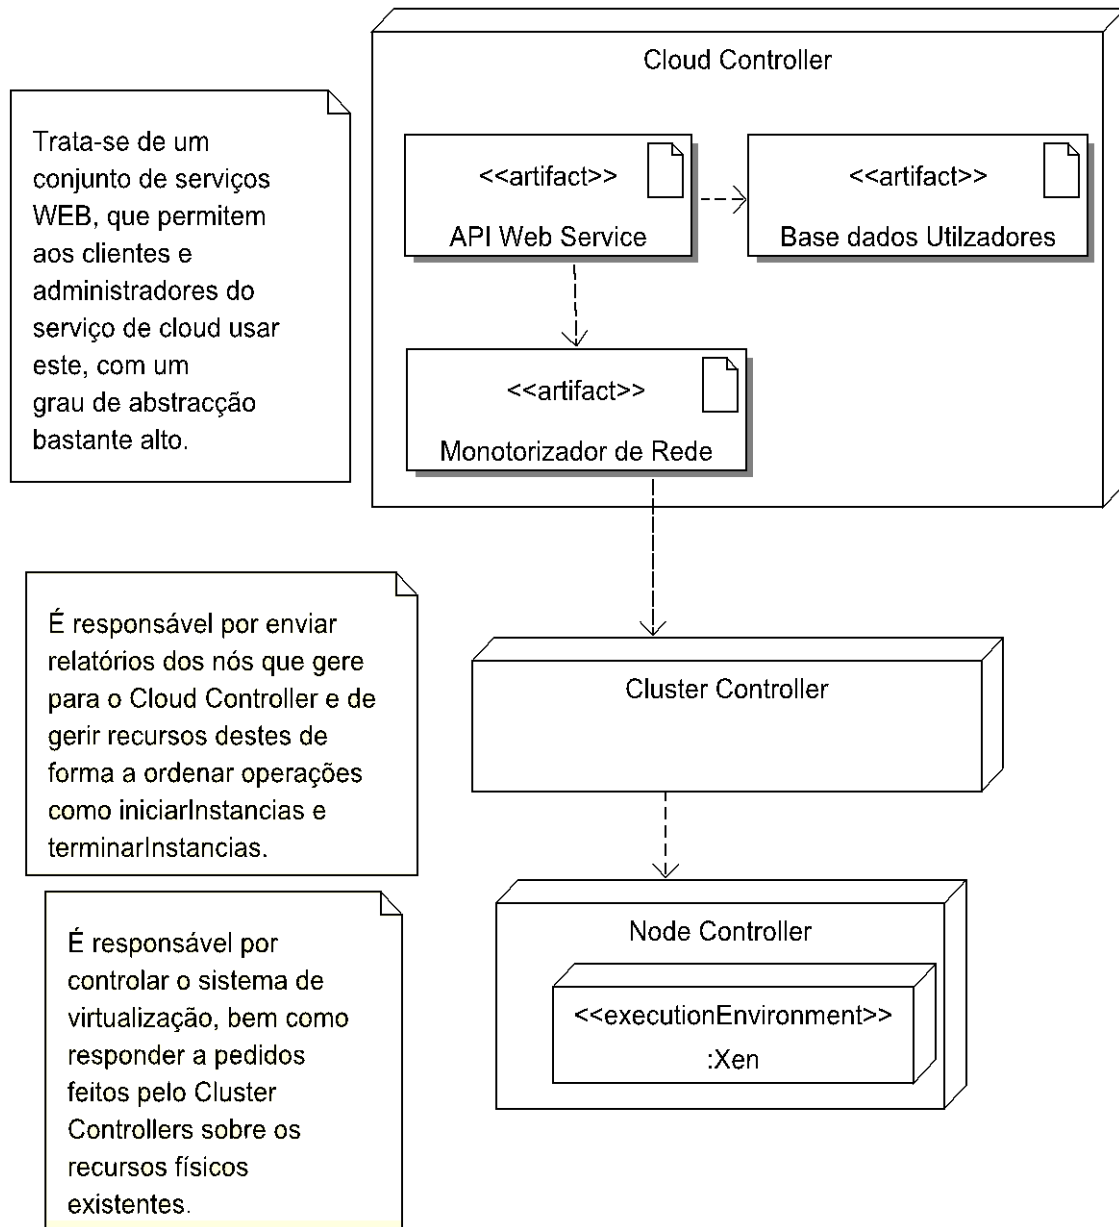 Cloud Controller
Trata-se de um
conjunto de serviços
WEB, que permitem
aos clientes e
administradores do
serviço de cloud usar
este, com um
grau de abstracção
bastante alto.
<<artifact>>
API Web Service
<<artifact>>
Base dados Utilzadores
<<artifact>>
Monotorizador de Rede
É responsável por enviar
relatórios dos nós que gere
para o Cloud Controller e de
gerir recursos destes de
forma a ordenar operações
como iniciarInstancias e
terminarInstancias.
Cluster Controller
É responsável por
controlar o sistema de
virtualização, bem como
responder a pedidos
feitos pelo Cluster
Controllers sobre os
recursos físicos
existentes.
Node Controller
<<executionEnvironment>>
:Xen